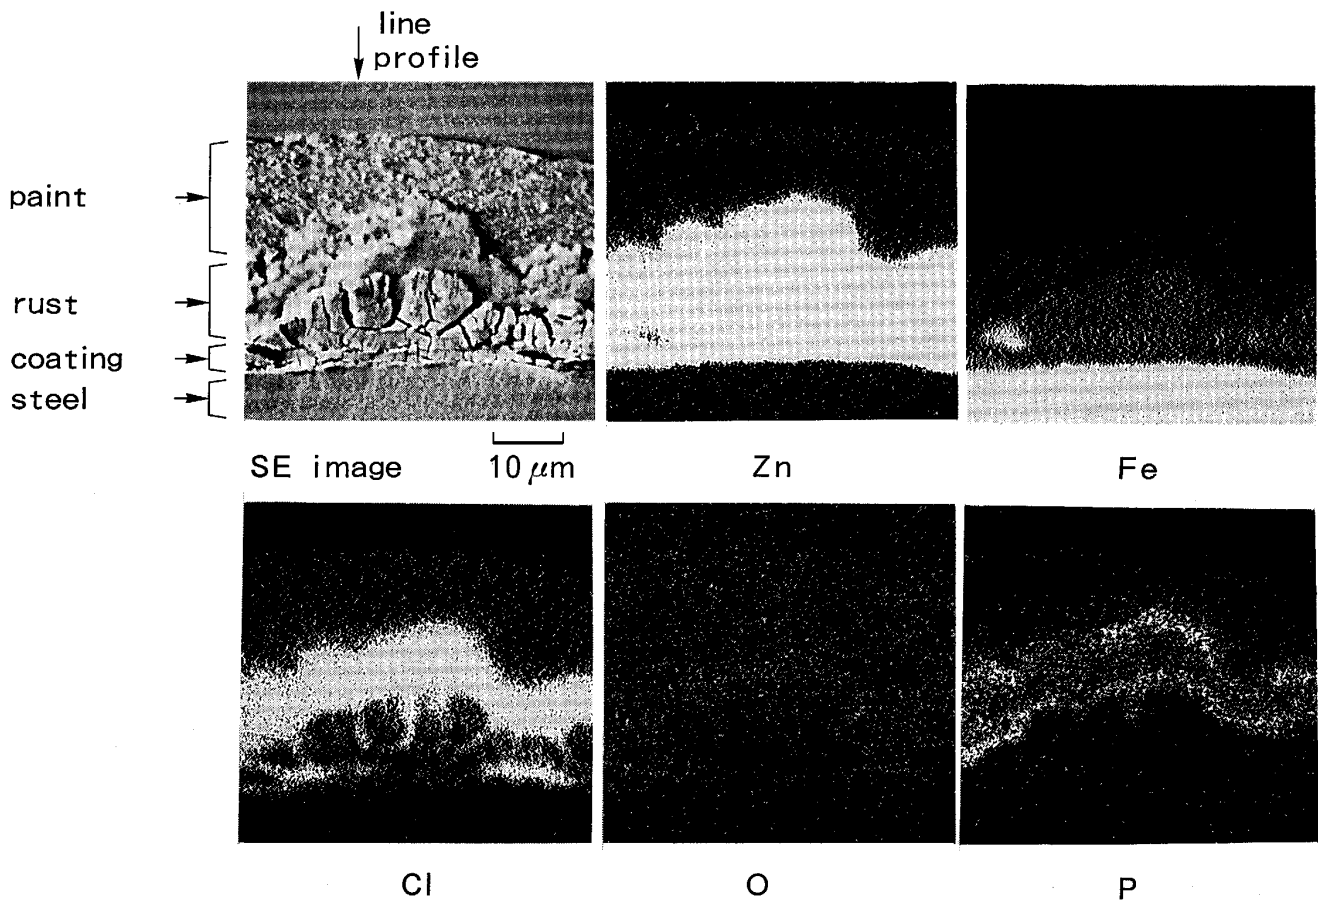 line
profile
paint
rust
coating
steel
SE image
10 μm
Zn
Fe
Cl
O
P